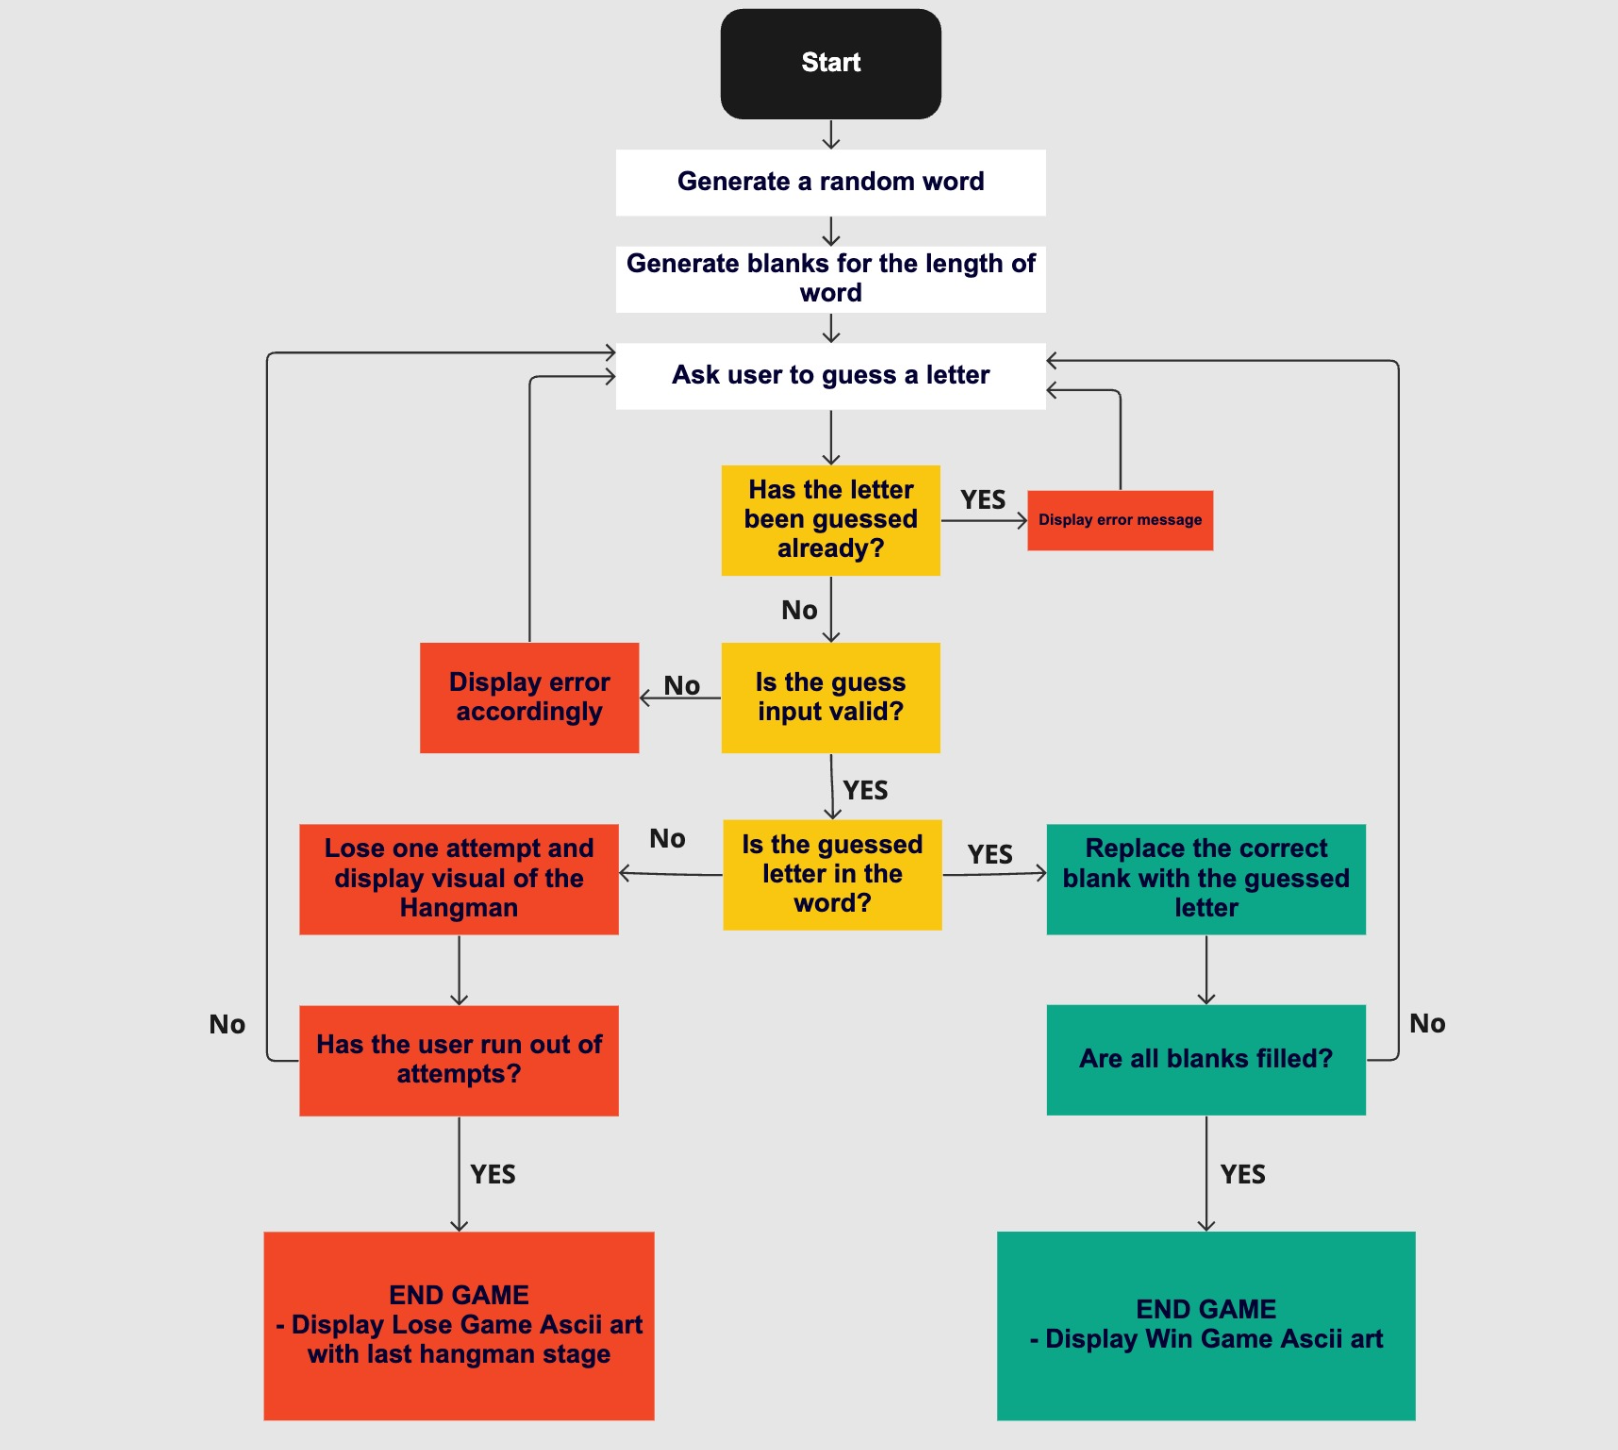 Start
Generate a random word
Generate blanks for the length of
word
Ask user to guess a letter
Has the letter
been guessed
already?
YES
Display error message
No
Display error
accordingly
No
Is the guess
input valid?
YES
Lose one attempt and
display visual of the
Hangman
No
Is the guessed
letter in the
word?
YES
Replace the correct
blank with the guessed
letter
No
Has the user run out of
attempts?
Are all blanks filled?
No
YES
YES
END GAME
- Display Lose Game Ascii art
with last hangman stage
END GAME
- Display Win Game Ascii art